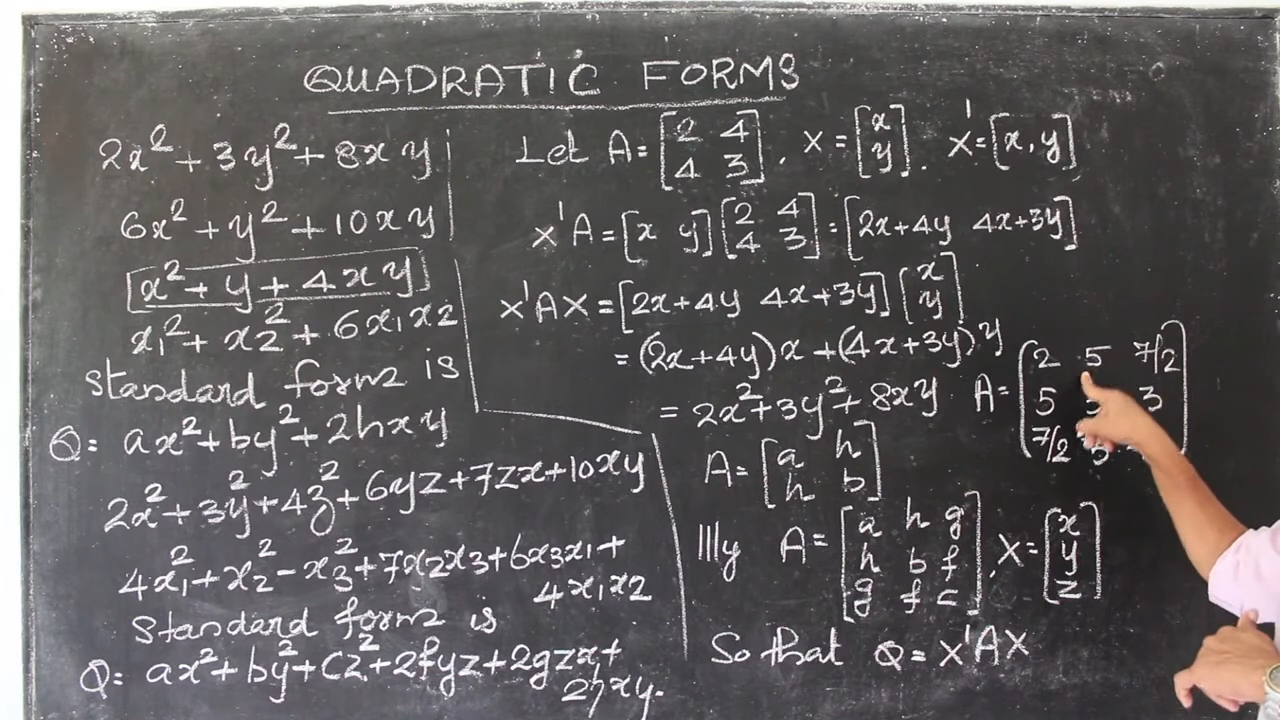 QUADRATIC FORMS
2x² + 3y² + 8xy
6x² + y² + 10xy
x² + y + 4xy
x₁² + x₂² + 6x₁x₂
standard form is
Q: ax² + by² + 2hxy
2x² + 3y² + 4z² + 6yz + 7zx + 10xy
4x₁² + x₂² - x₃² + 7x₂x₃ + 6x₃x₁ +
4x₁x₂
Standard form is
Q: ax² + by² + cz² + 2fyz + 2gzx +
2hxy.
Let A = [2 4
4 3], X = [x
y]. X' = [x, y]
X'A = [x y] [2 4
4 3] = [2x+4y 4x+3y]
X'AX = [2x+4y 4x+3y] [x
y]
= (2x+4y)x + (4x+3y)y
= 2x² + 3y² + 8xy
A = (2 5 7/2
5 3
7/2)
A = [a h
h b]
Illy A = [a h g
h b f
g f c], X = [x
y
z]
So that Q = X'AX